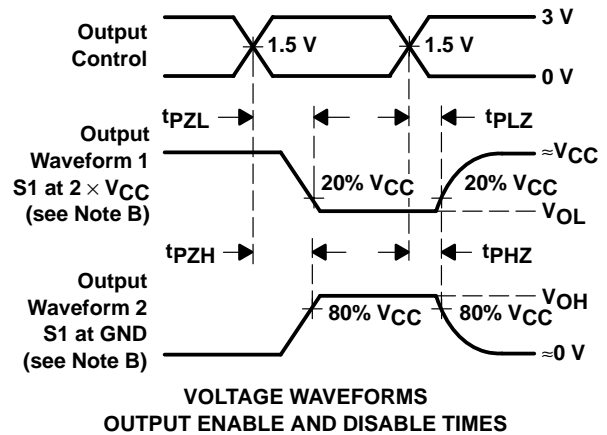 Output
Control
1.5 V
1.5 V
3 V
0 V
tPZL
tPLZ
Output
Waveform 1
S1 at 2 × VCC
(see Note B)
20% VCC
20% VCC
≈VCC
VOL
tPZH
tPHZ
Output
Waveform 2
S1 at GND
(see Note B)
80% VCC
80% VCC
VOH
≈0 V
VOLTAGE WAVEFORMS
OUTPUT ENABLE AND DISABLE TIMES